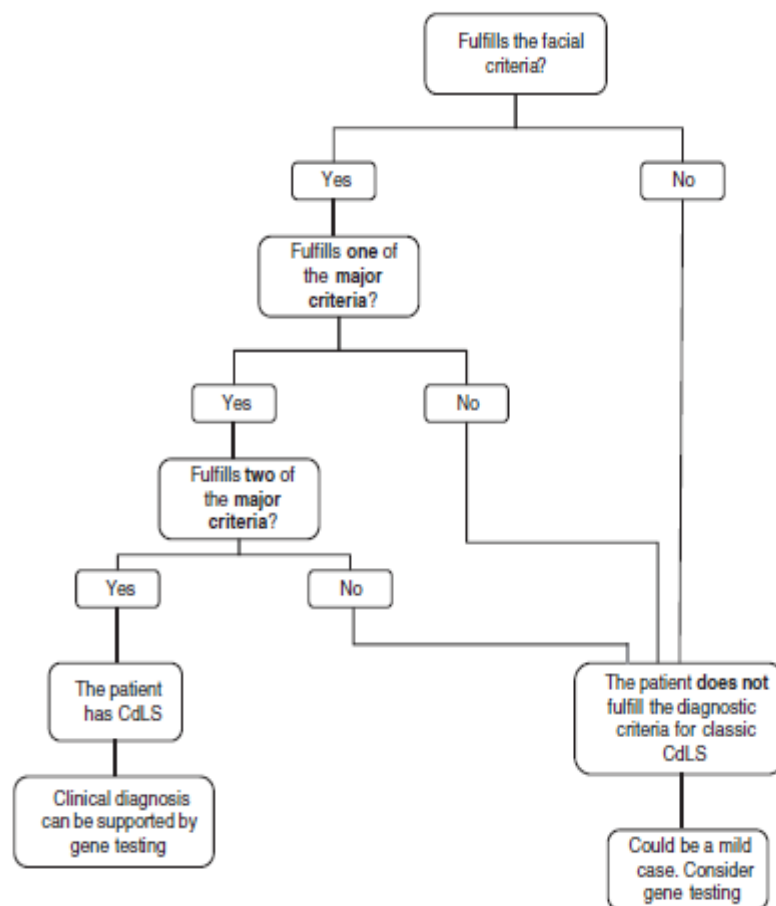 Fulfills the facial
criteria?
Yes
No
Fulfills one of
the major
criteria?
Yes
No
Fulfills two of
the major
criteria?
Yes
No
The patient
has CdLS
The patient does not
fulfill the diagnostic
criteria for classic
CdLS
Clinical diagnosis
can be supported by
gene testing
Could be a mild
case. Consider
gene testing